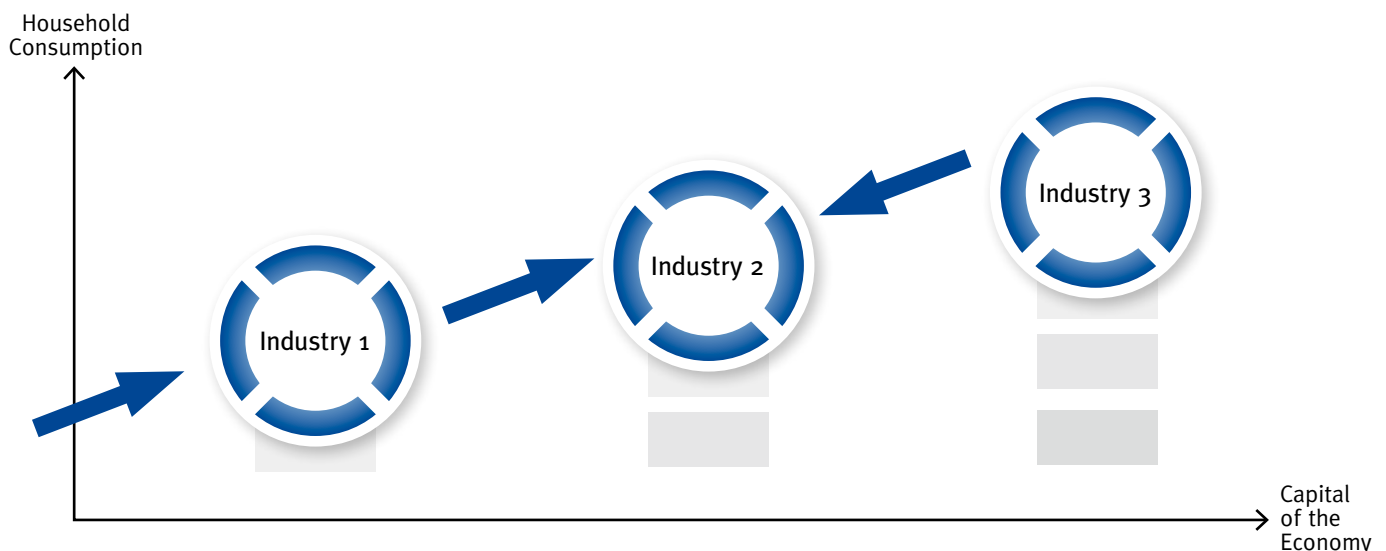 Household
Consumption
Industry 3
Industry 2
Industry 1
Capital
of the
Economy